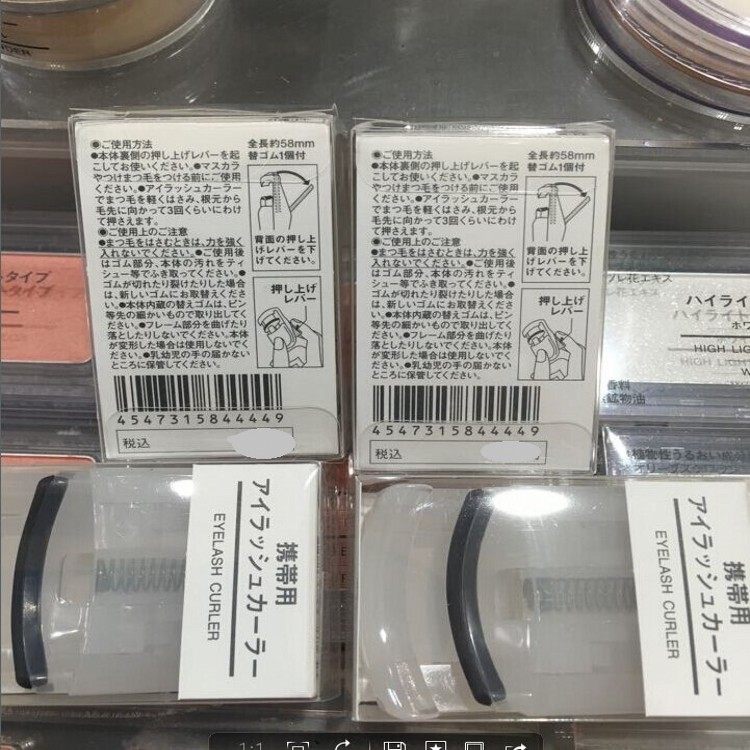 ◉ご使用方法
●本体裏側の押し上げレバーを起
こしてお使いください。●マスカラ
やつけまつ毛をつける前にご使用
ください。●アイラッシュカーラー
でまつ毛を軽くはさみ、根元から
毛先に向かって3回くらいにわけ
て押さえます。
◉ご使用上のご注意
●まつ毛をはさむときは、力を強く
入れないでください。●ご使用後
はゴム部分、本体の汚れをティ
シュー等でふき取ってください。●
ゴムが切れたり裂けたりした場合
は、新しいゴムにお取替えくださ
い。●本体内蔵の替えゴムは、ピン
等先の細かいもので取り出してく
ださい。●フレーム部分を曲げたり
落としたりしないでください。本体
が変形した場合は使用しないでく
ださい。●乳幼児の手の届かない
ところに保管してください。
全長約58mm
替ゴム1個付
背面の押し上
げレバーを下
げてください。
押し上げ
レバー
4547315844449
税込
◉ご使用方法
●本体裏側の押し上げレバーを起
こしてお使いください。●マスカラ
やつけまつ毛をつける前にご使用
ください。●アイラッシュカーラー
でまつ毛を軽くはさみ、根元から
毛先に向かって3回くらいにわけ
て押さえます。
◉ご使用上のご注意
●まつ毛をはさむときは、力を強く
入れないでください。●ご使用後
はゴム部分、本体の汚れをティ
シュー等でふき取ってください。●
ゴムが切れたり裂けたりした場合
は、新しいゴムにお取替えくださ
い。●本体内蔵の替えゴムは、ピン
等先の細かいもので取り出してく
ださい。●フレーム部分を曲げたり
落としたりしないでください。本体
が変形した場合は使用しないでく
ださい。●乳幼児の手の届かない
ところに保管してください。
全長約58mm
替ゴム1個付
背面の押し上
げレバーを下
げてください。
押し上げ
レバー
4547315844449
税込
タイプ
ハイライ
HIGH LIG
香料
鉱物油
携帯用
アイラッシュカーラー
EYELASH CURLER
携帯用
アイラッシュカーラー
EYELASH CURLER
1:1